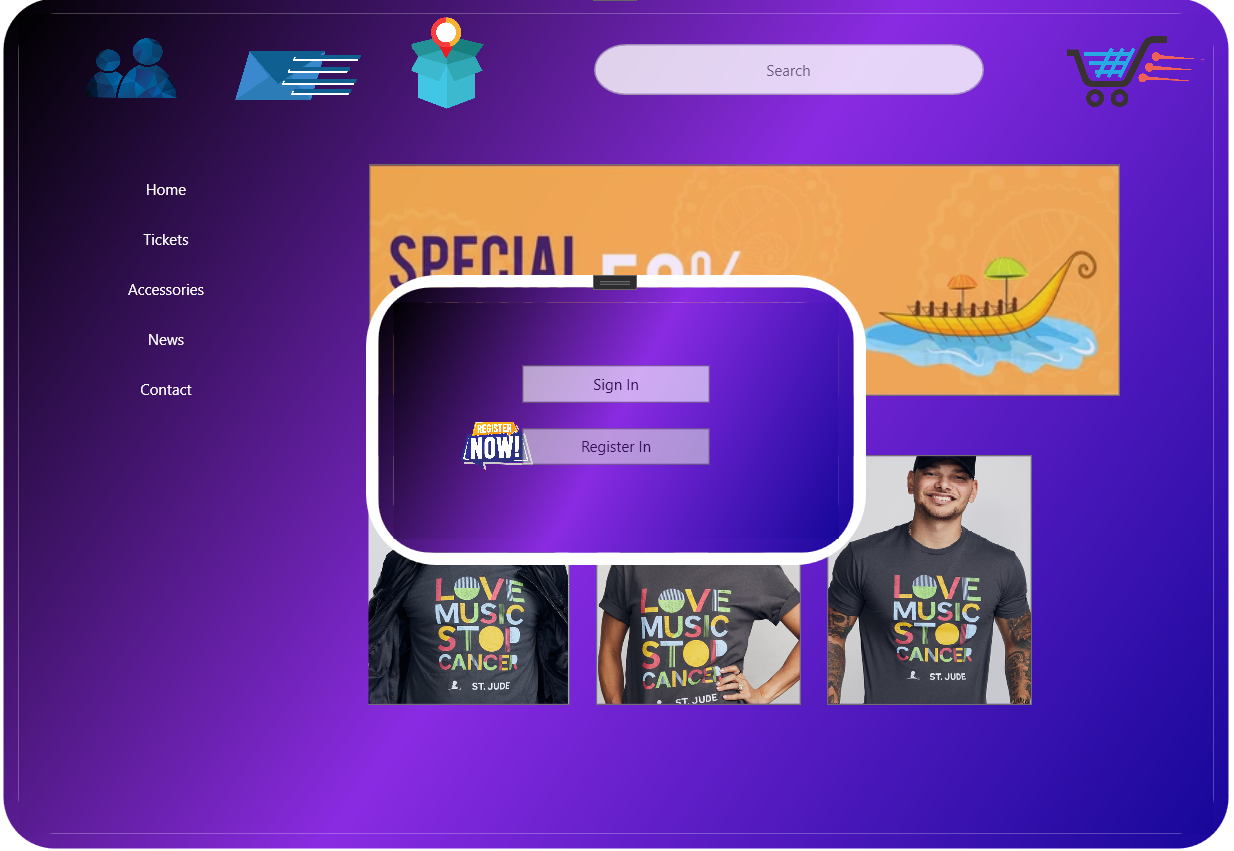 Search
Home
Tickets
Accessories
News
Contact
SPECIAL
50%
Sign In
REGISTER
NOW!
Register In
LOVE
MUSIC
STOP
CANCER
ST. JUDE
LOVE
MUSIC
STOP
CANCER
ST. JUDE
LOVE
MUSIC
STOP
CANCER
ST. JUDE